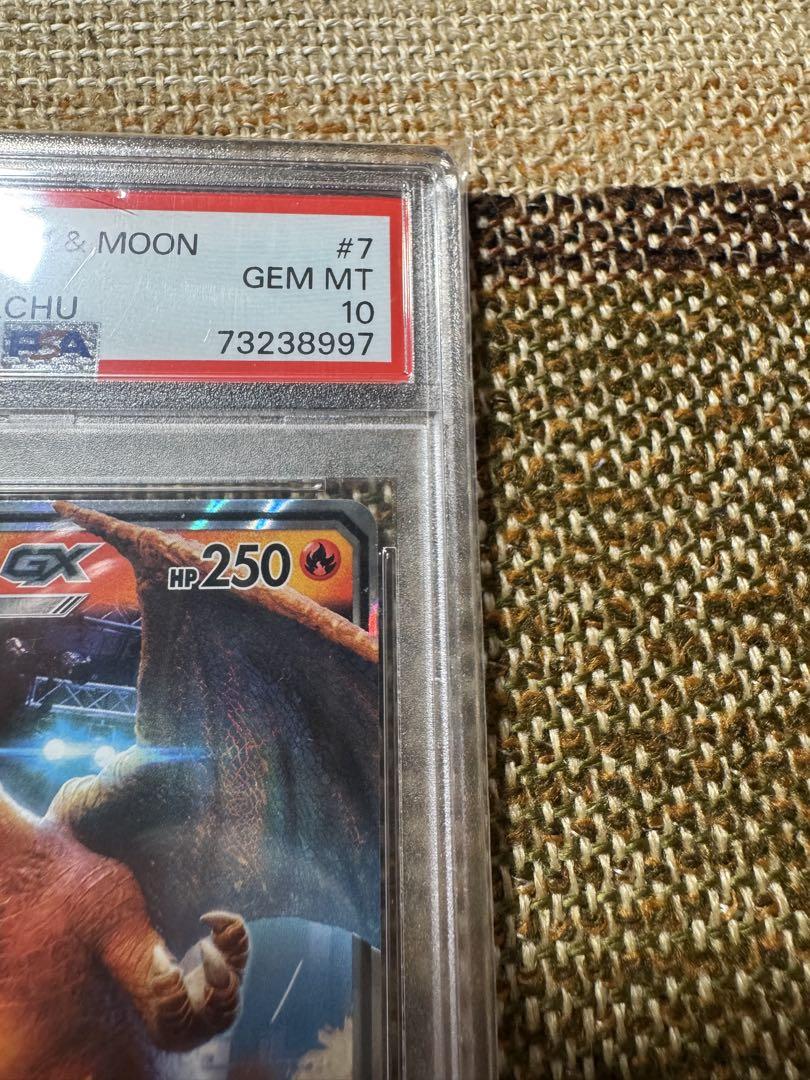 & MOON #7
GEM MT
CHU 10
PSA 73238997
GX HP 250